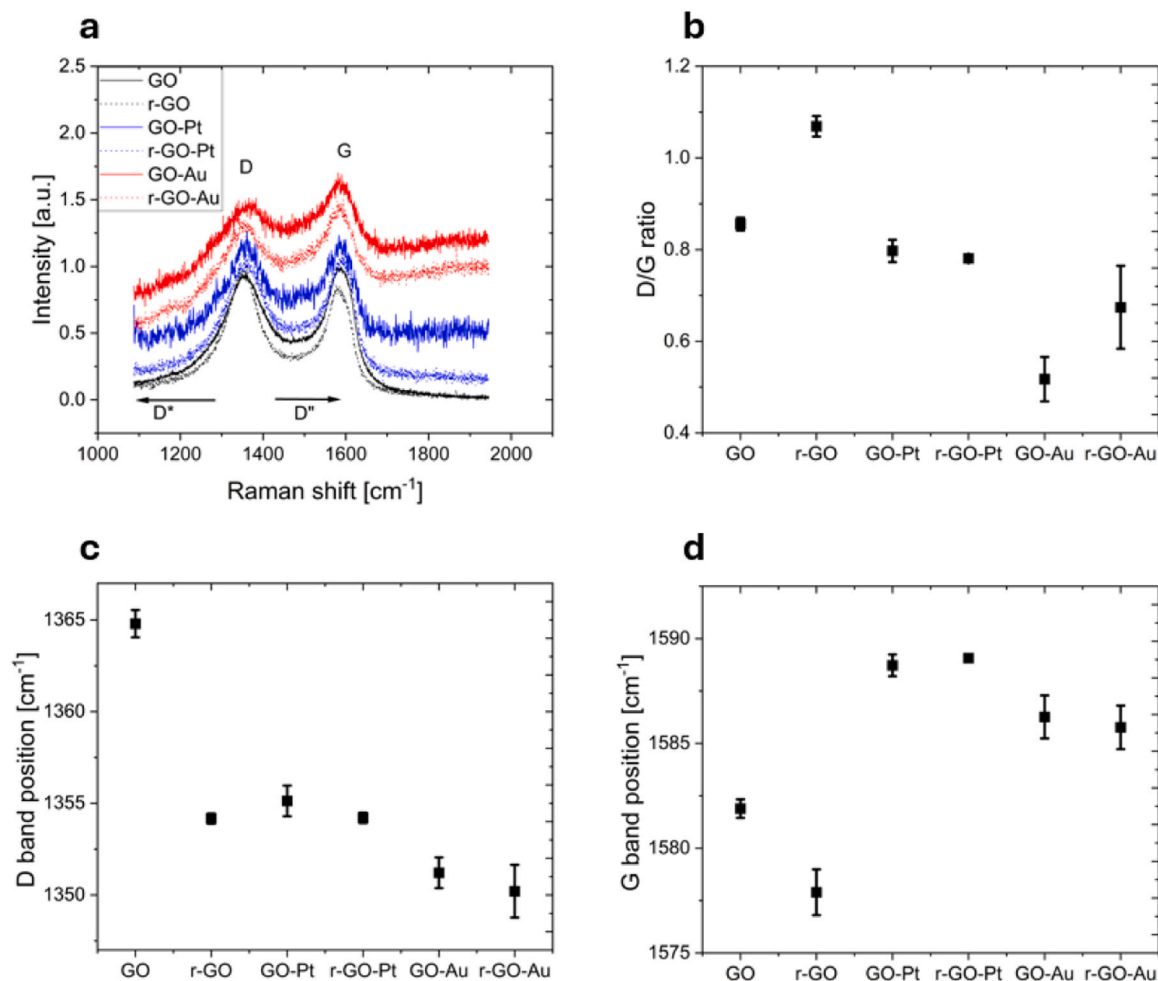 a
2.5
2.0
1.5
1.0
0.5
0.0
Intensity [a.u.]
GO
r-GO
GO-Pt
r-GO-Pt
GO-Au
r-GO-Au
D
G
D*
D"
1000 1200 1400 1600 1800 2000
Raman shift [cm⁻¹]
b
1.2
1.0
0.8
0.6
0.4
D/G ratio
GO r-GO GO-Pt r-GO-Pt GO-Au r-GO-Au
c
1365
1360
1355
1350
D band position [cm⁻¹]
GO r-GO GO-Pt r-GO-Pt GO-Au r-GO-Au
d
1590
1585
1580
1575
G band position [cm⁻¹]
GO r-GO GO-Pt r-GO-Pt GO-Au r-GO-Au